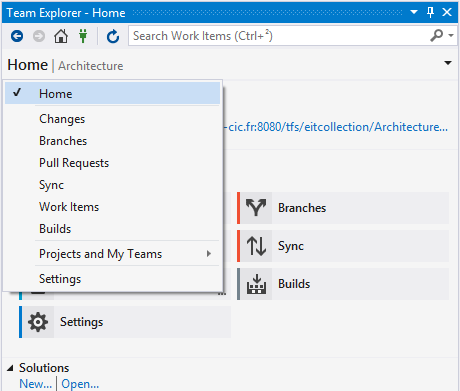 Team Explorer - Home
Search Work Items (Ctrl+²)
Home | Architecture
Home
Changes
-cic.fr:8080/tfs/eitcollection/Architecture...
Branches
Pull Requests
Sync
Work Items
Builds
Projects and My Teams
Settings
Branches
Sync
...
Builds
Settings
Solutions
New... | Open...